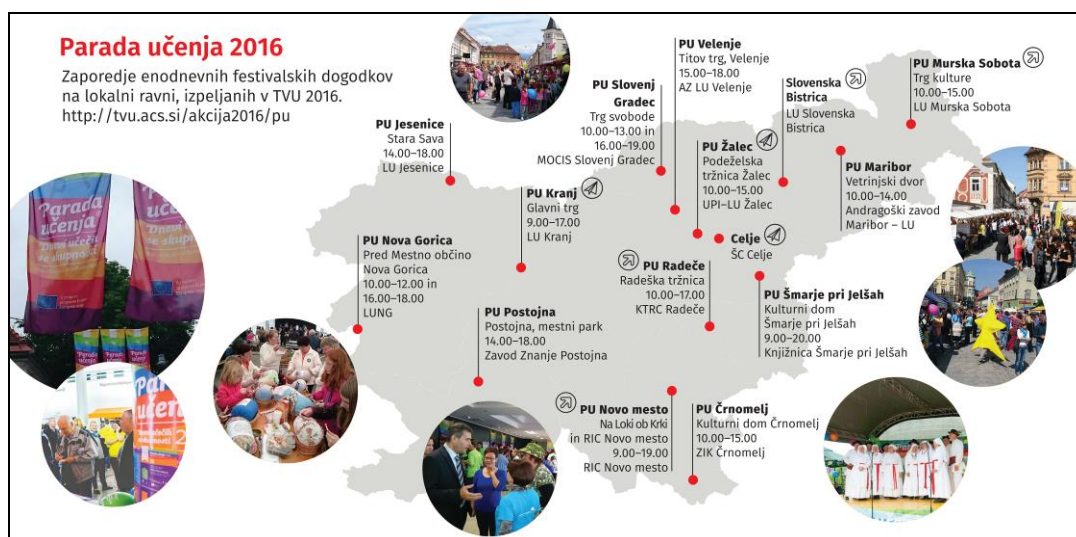 Parada učenja 2016
Zaporedje enodnevnih festivalskih dogodkov
na lokalni ravni, izpeljanih v TVU 2016.
http://tvu.acs.si/akcija2016/pu
PU Jesenice
Stara Sava
14.00–18.00
LU Jesenice
PU Kranj
Glavni trg
9.00–17.00
LU Kranj
PU Nova Gorica
Pred Mestno občino
Nova Gorica
10.00–12.00 in
16.00–18.00
LUNG
PU Postojna
Postojna, mestni park
14.00–18.00
Zavod Znanje Postojna
PU Slovenj
Gradec
Trg svobode
10.00–13.00 in
16.00–19.00
MOCIS Slovenj Gradec
PU Velenje
Titov trg, Velenje
15.00–18.00
AZ LU Velenje
PU Žalec
Podeželska
tržnica Žalec
10.00–15.00
UPI–LU Žalec
Slovenska
Bistrica
LU Slovenska
Bistrica
PU Murska Sobota
Trg kulture
10.00–15.00
LU Murska Sobota
PU Maribor
Vetrinjski dvor
10.00–14.00
Andragoški zavod
Maribor – LU
Celje
ŠC Celje
PU Radeče
Radeška tržnica
10.00–17.00
KTRC Radeče
PU Šmarje pri Jelšah
Kulturni dom
Šmarje pri Jelšah
9.00–20.00
Knjižnica Šmarje pri Jelšah
PU Novo mesto
Na Loki ob Krki
in RIC Novo mesto
9.00–19.00
RIC Novo mesto
PU Črnomelj
Kulturni dom Črnomelj
10.00–15.00
ZIK Črnomelj
Parada
učenja
Dnevi učečih
se skupnosti
Parada
učenja
Para
učen